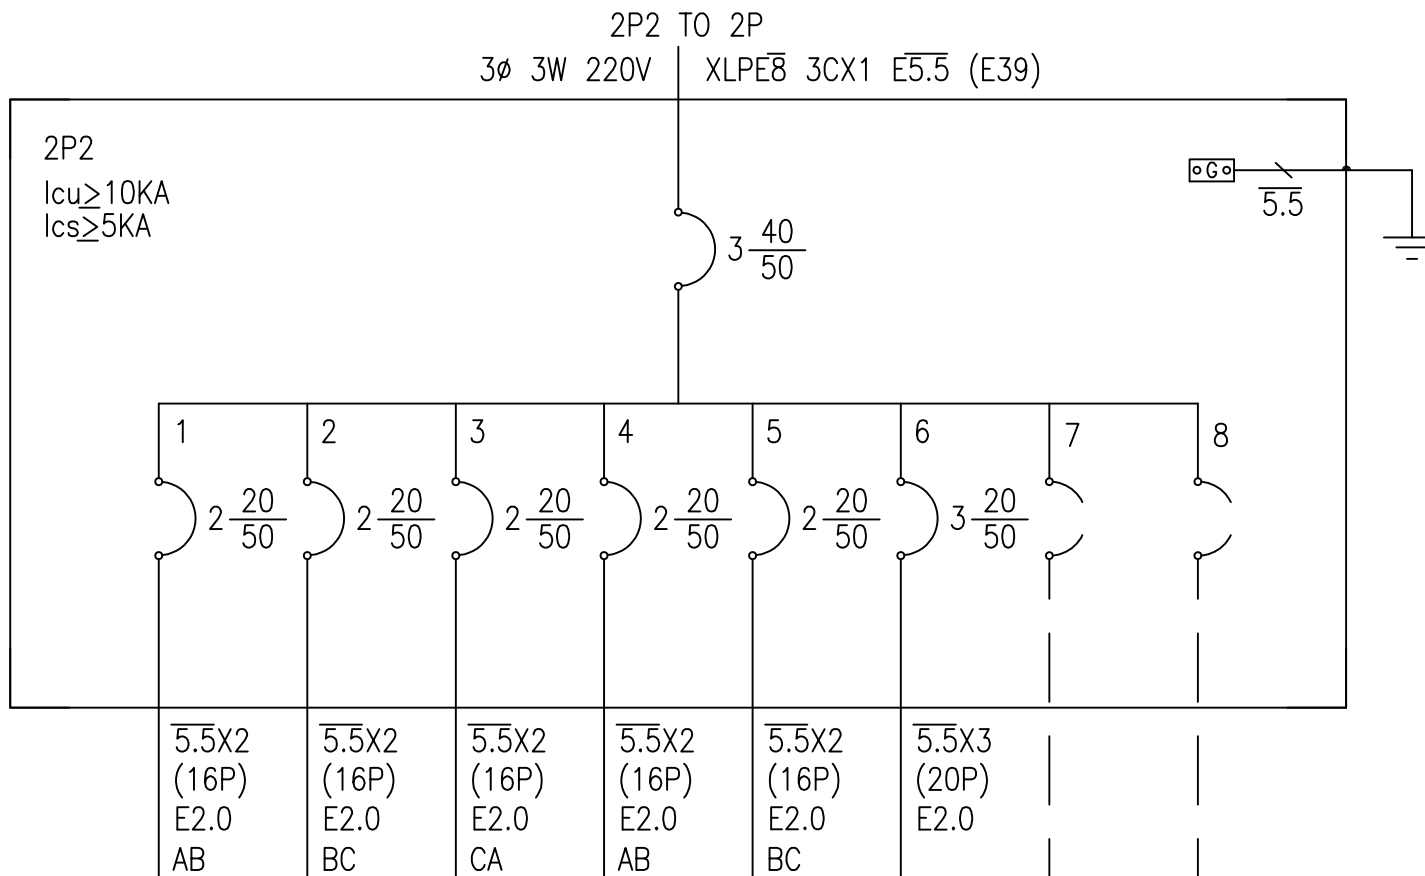 2P2 TO 2P
3ø 3W 220V XLPE8̅ 3CX1 E5.5̅ (E39)
2P2
Icu≥10KA
Ics≥5KA
G
5.5
3 40/50
1 2 3 4 5 6 7 8
2 20/50 2 20/50 2 20/50 2 20/50 2 20/50 3 20/50
5.5X2 5.5X2 5.5X2 5.5X2 5.5X2 5.5X3
(16P) (16P) (16P) (16P) (16P) (20P)
E2.0 E2.0 E2.0 E2.0 E2.0 E2.0
AB BC CA AB BC